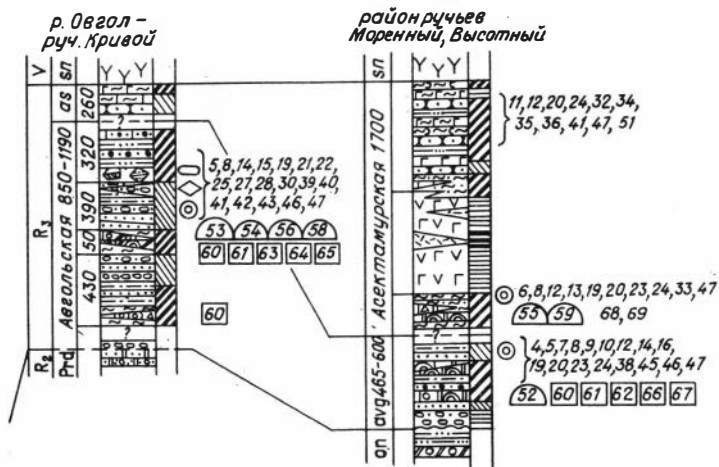 р. Овгол –
руч. Кривой
район ручьев
Моренный, Высотный
V
sn
as
260
R₃
Авгольская 850-1190
320
390
150
430
R₂
Prd
?
?
5,8,14,15,19,21,22,
25,27,28,30,39,40,
41,42,43,46,47
53 54 56 58
60 61 63 64 65
60
sn
Асектамурская 1700
avg 465-600'
an
?
11,12,20,24,32,34,
35,36,41,47,51
6,8,12,13,19,20,23,24,33,47
55 59 68,69
4,5,7,8,9,10,12,14,16,
19,20,23,24,38,45,46,47
52 60 61 62 66 67